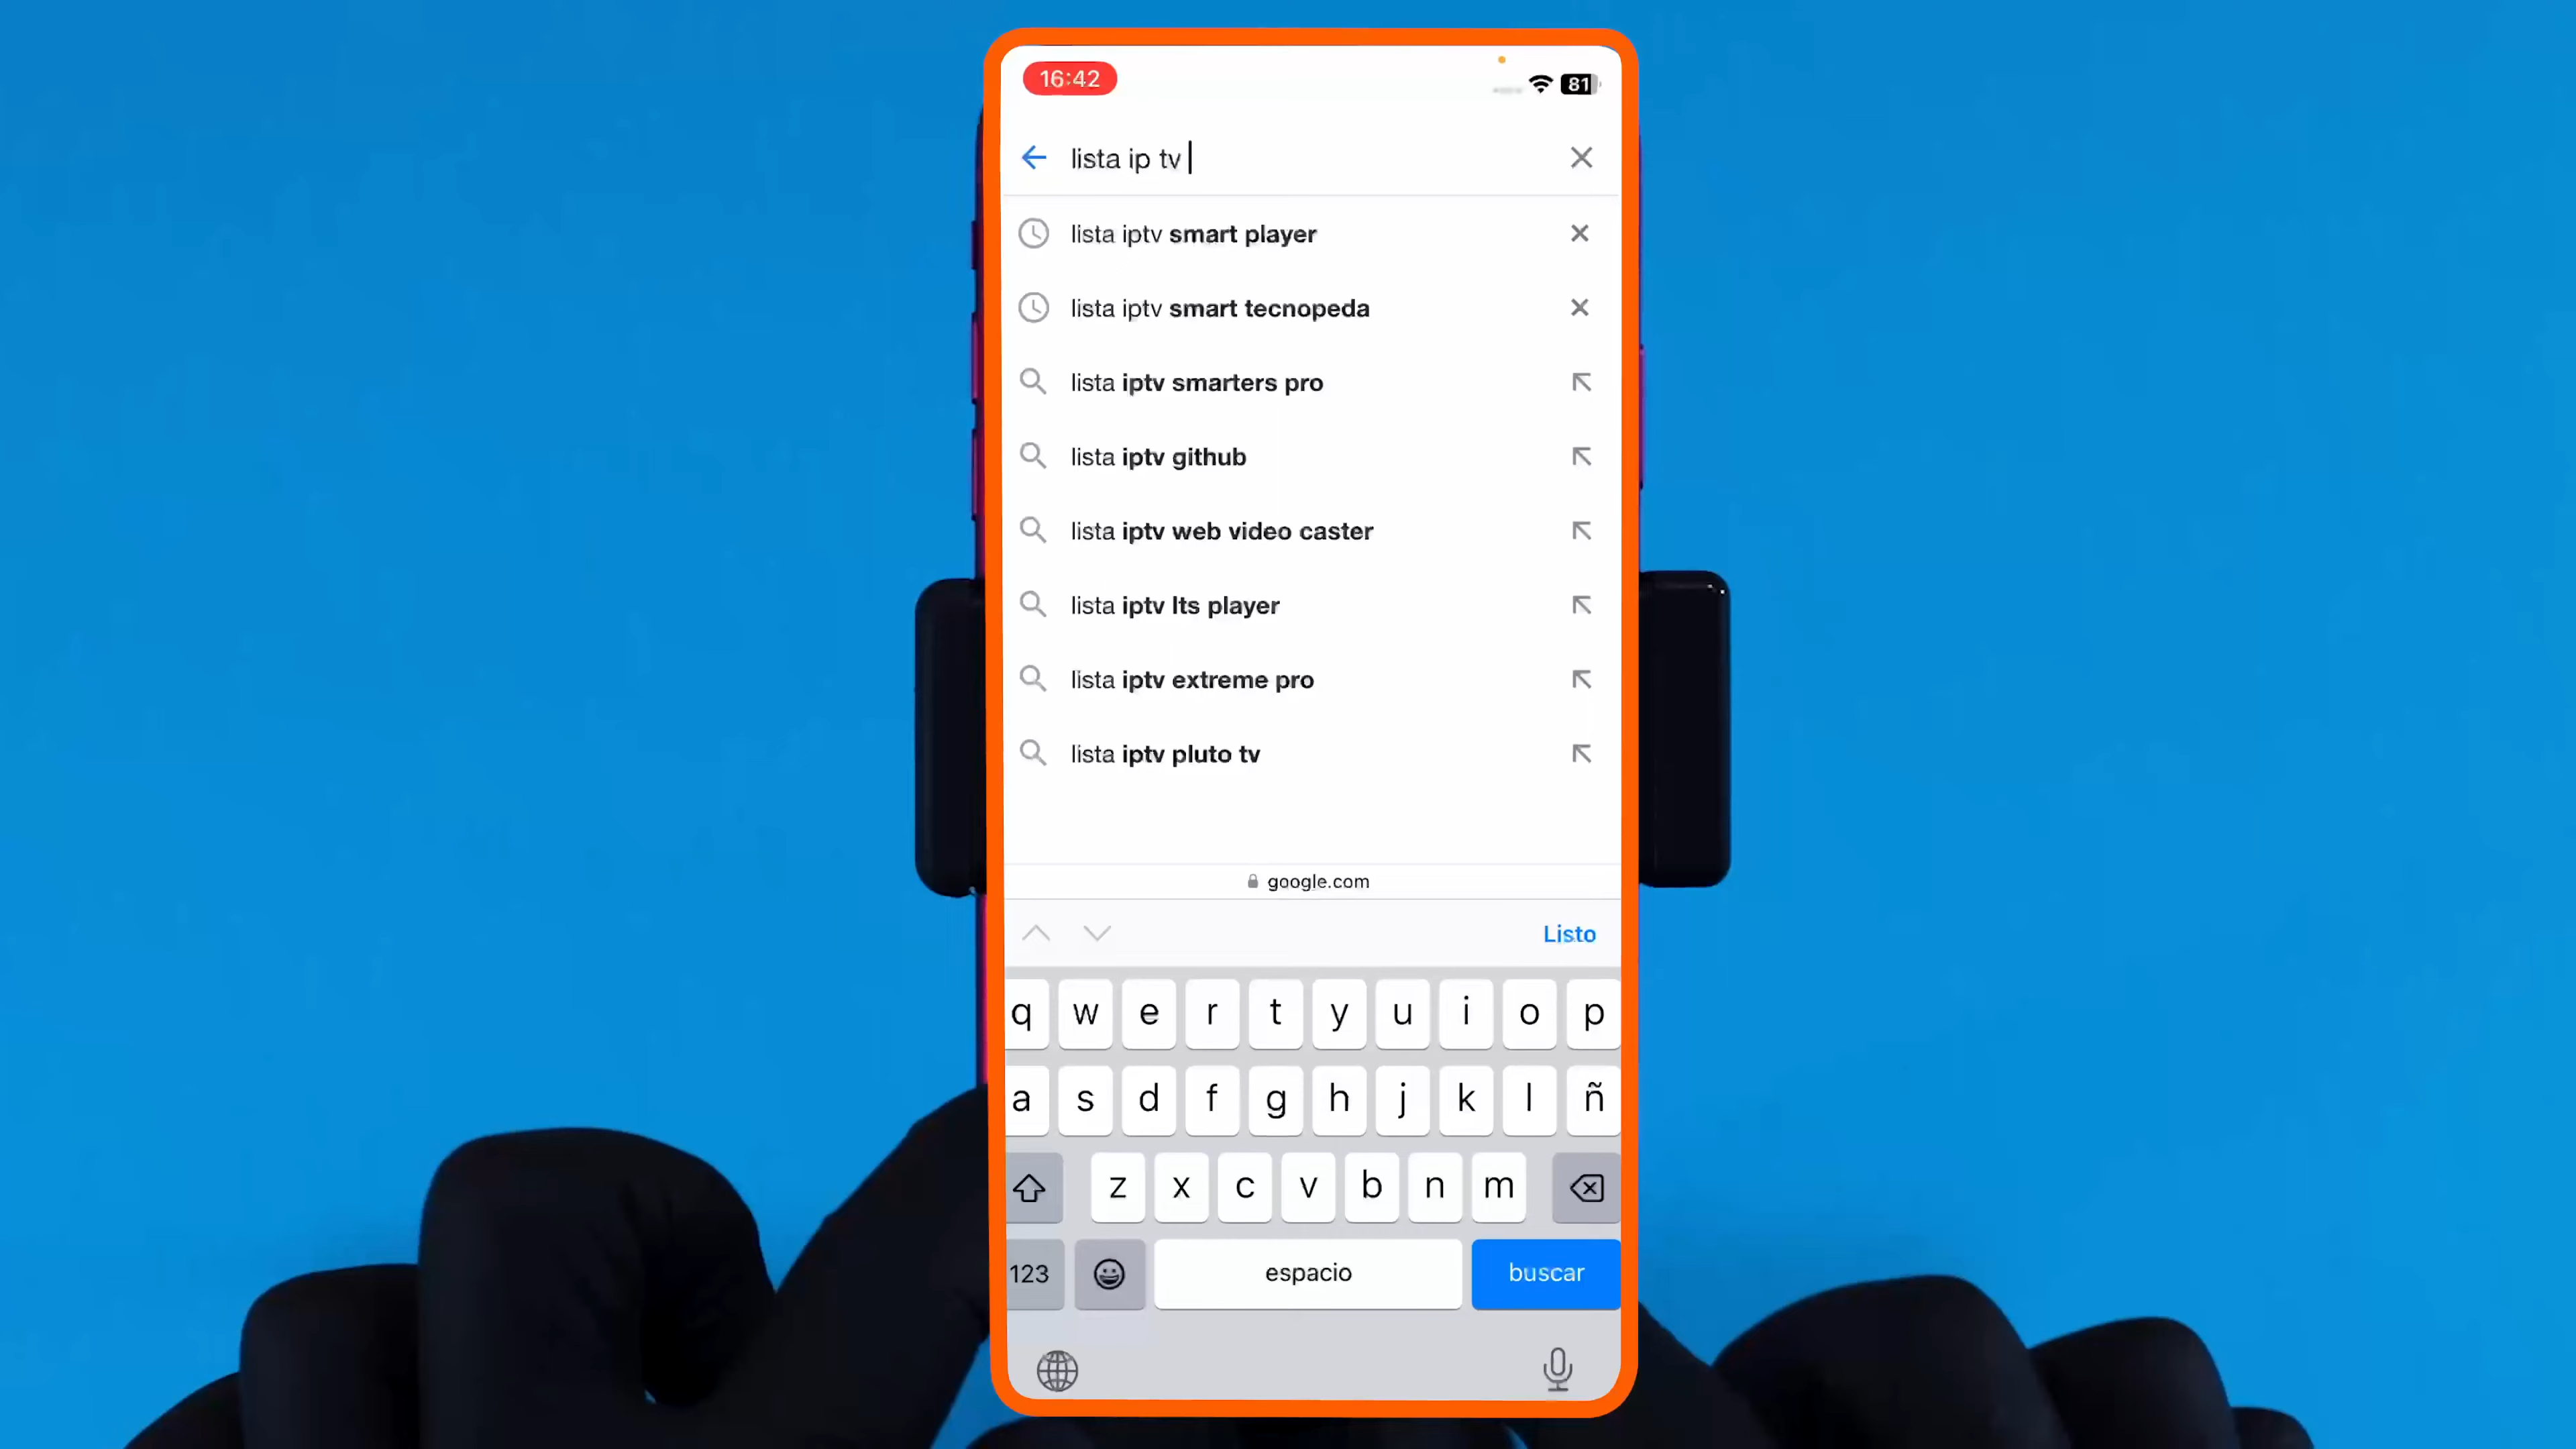 16:42
81
lista ip tv
lista iptv smart player
lista iptv smart tecnopeda
lista iptv smarters pro
lista iptv github
lista iptv web video caster
lista iptv lts player
lista iptv extreme pro
lista iptv pluto tv
google.com
Listo
q w e r t y u i o p
a s d f g h j k l ñ
z x c v b n m
123 espacio buscar